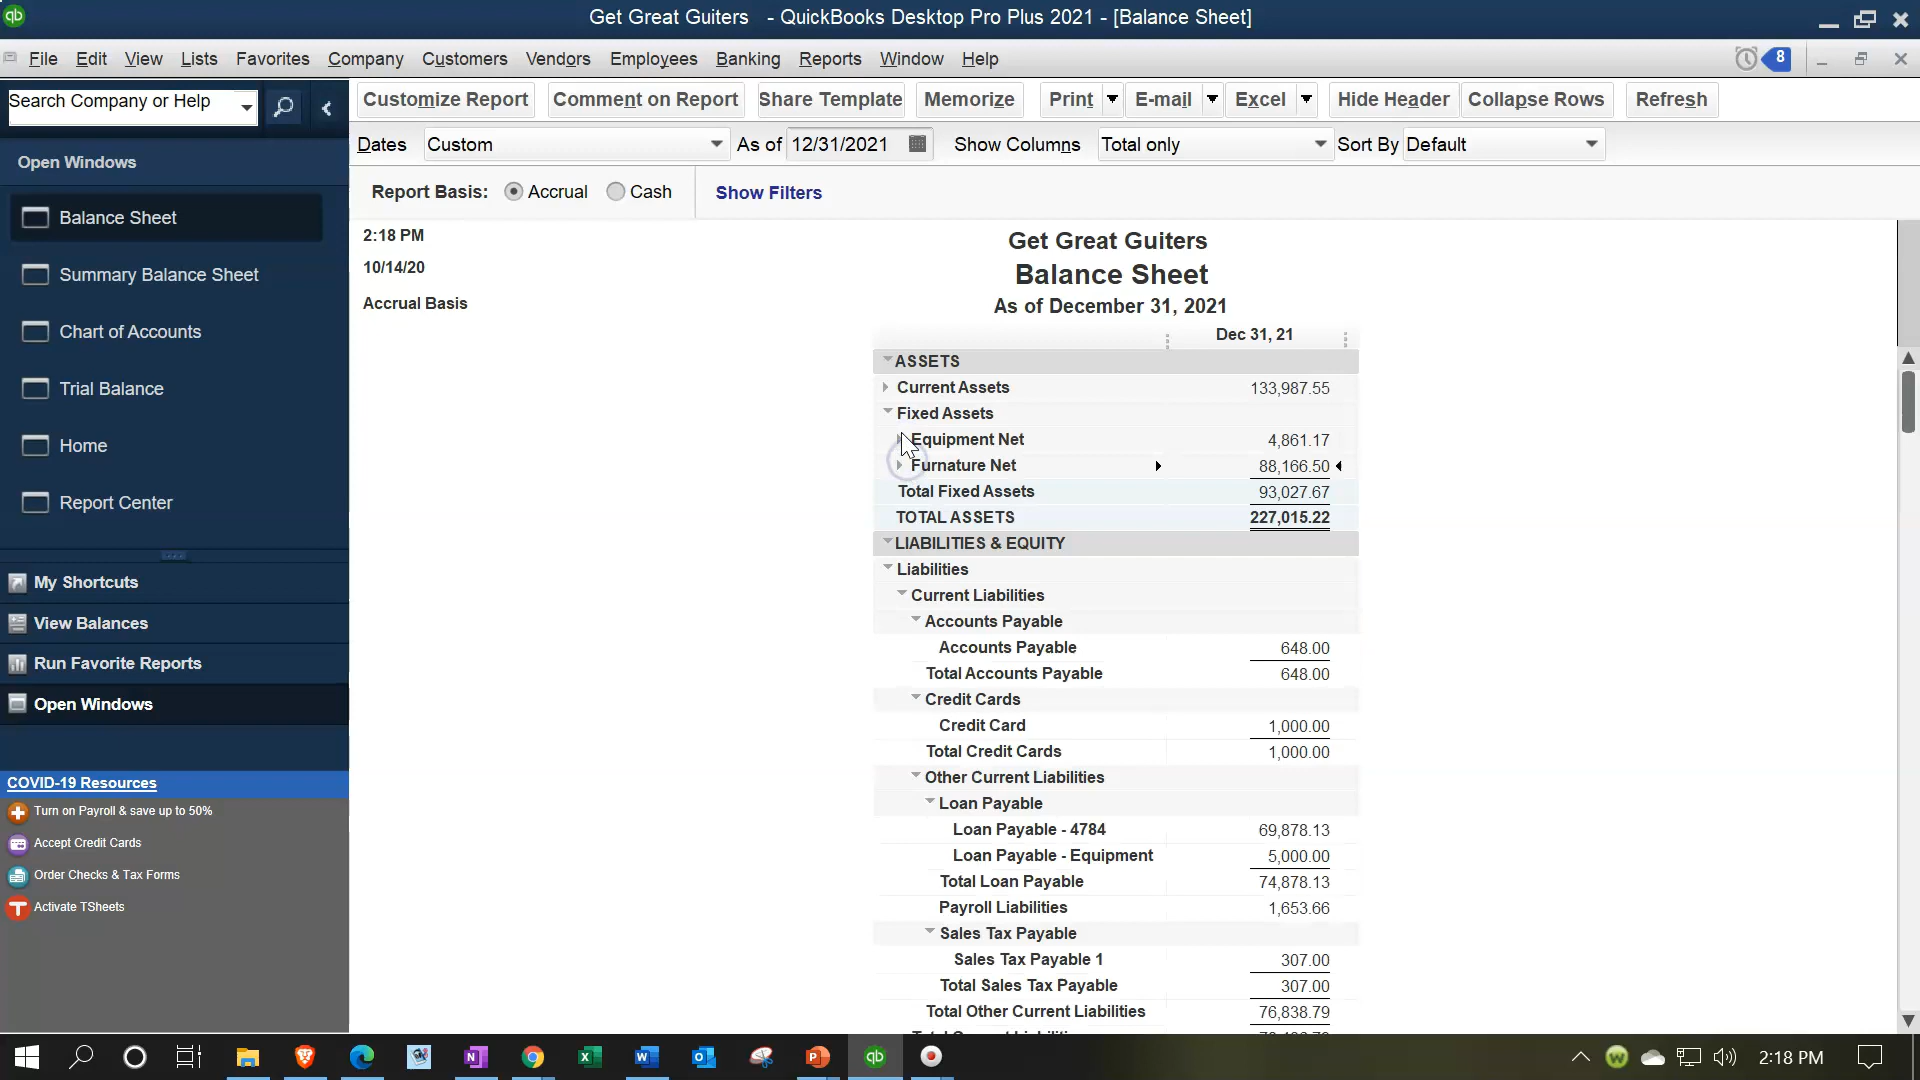 Get Great Guiters   - QuickBooks Desktop Pro Plus 2021 - [Balance Sheet]
File Edit View Lists Favorites Company Customers Vendors Employees Banking Reports Window Help 8
Search Company or Help
Customize Report Comment on Report Share Template Memorize Print E-mail Excel Hide Header Collapse Rows Refresh
Dates Custom As of 12/31/2021 Show Columns Total only Sort By Default
Report Basis: Accrual Cash Show Filters
Open Windows
Balance Sheet
Summary Balance Sheet
Chart of Accounts
Trial Balance
Home
Report Center
My Shortcuts
View Balances
Run Favorite Reports
Open Windows
COVID-19 Resources
Turn on Payroll & save up to 50%
Accept Credit Cards
Order Checks & Tax Forms
Activate TSheets
2:18 PM
10/14/20
Accrual Basis
Get Great Guiters
Balance Sheet
As of December 31, 2021
Dec 31, 21
ASSETS
Current Assets 133,987.55
Fixed Assets
Equipment Net 4,861.17
Furnature Net 88,166.50
Total Fixed Assets 93,027.67
TOTAL ASSETS 227,015.22
LIABILITIES & EQUITY
Liabilities
Current Liabilities
Accounts Payable
Accounts Payable 648.00
Total Accounts Payable 648.00
Credit Cards
Credit Card 1,000.00
Total Credit Cards 1,000.00
Other Current Liabilities
Loan Payable
Loan Payable - 4784 69,878.13
Loan Payable - Equipment 5,000.00
Total Loan Payable 74,878.13
Payroll Liabilities 1,653.66
Sales Tax Payable
Sales Tax Payable 1 307.00
Total Sales Tax Payable 307.00
Total Other Current Liabilities 76,838.79
2:18 PM